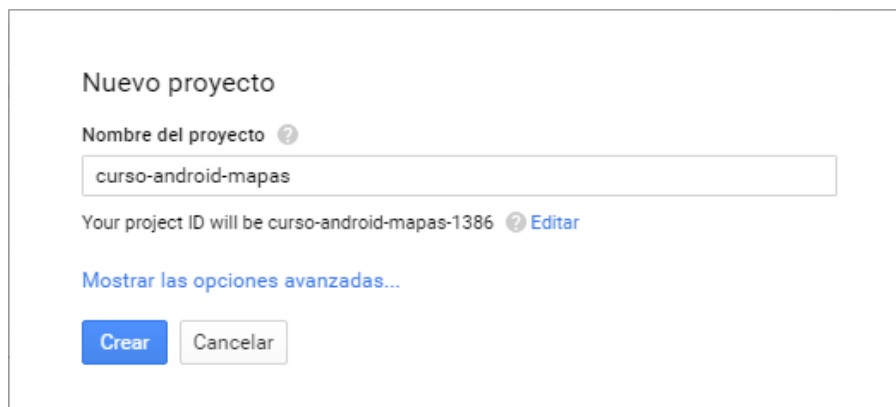 Nuevo proyecto
Nombre del proyecto ?
curso-android-mapas
Your project ID will be curso-android-mapas-1386 ? Editar
Mostrar las opciones avanzadas...
Crear Cancelar